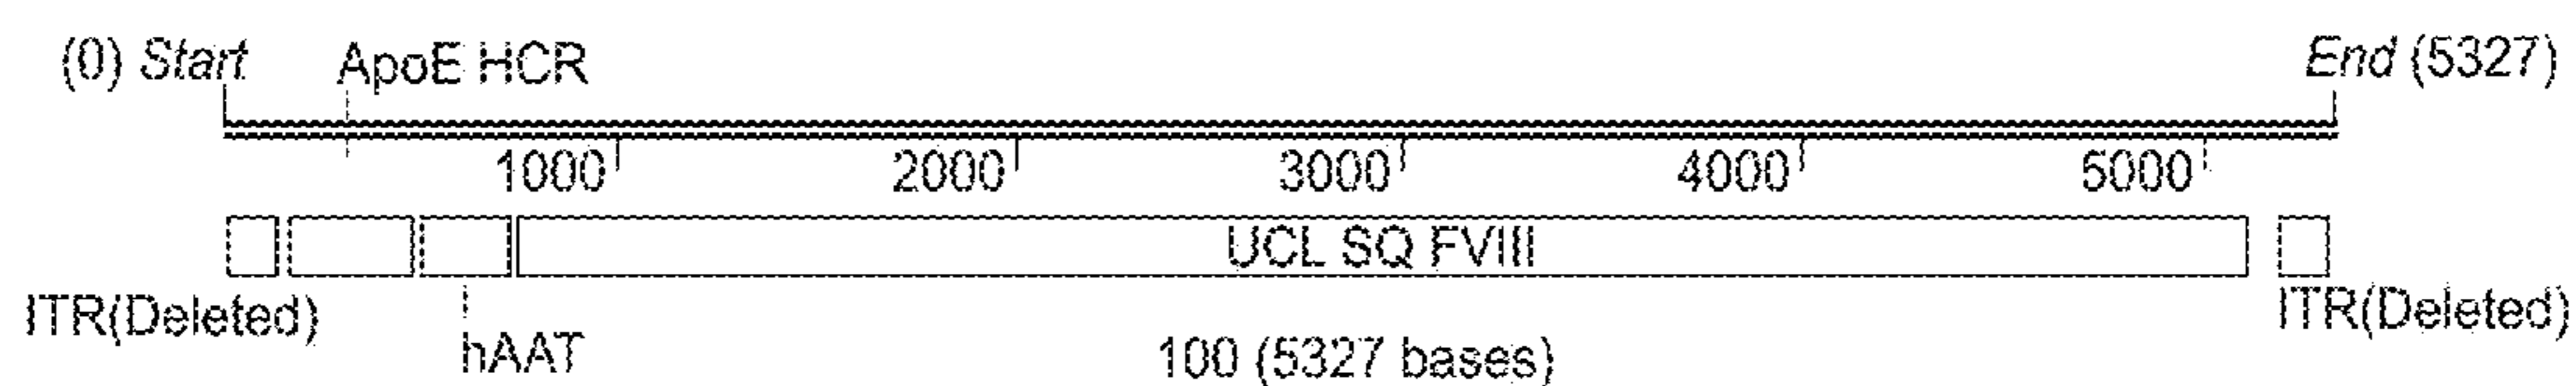 (0) Start ApoE HCR End (5327)
1000 2000 3000 4000 5000
UCL SQ FVIII
ITR(Deleted) ITR(Deleted)
hAAT 100 (5327 bases)